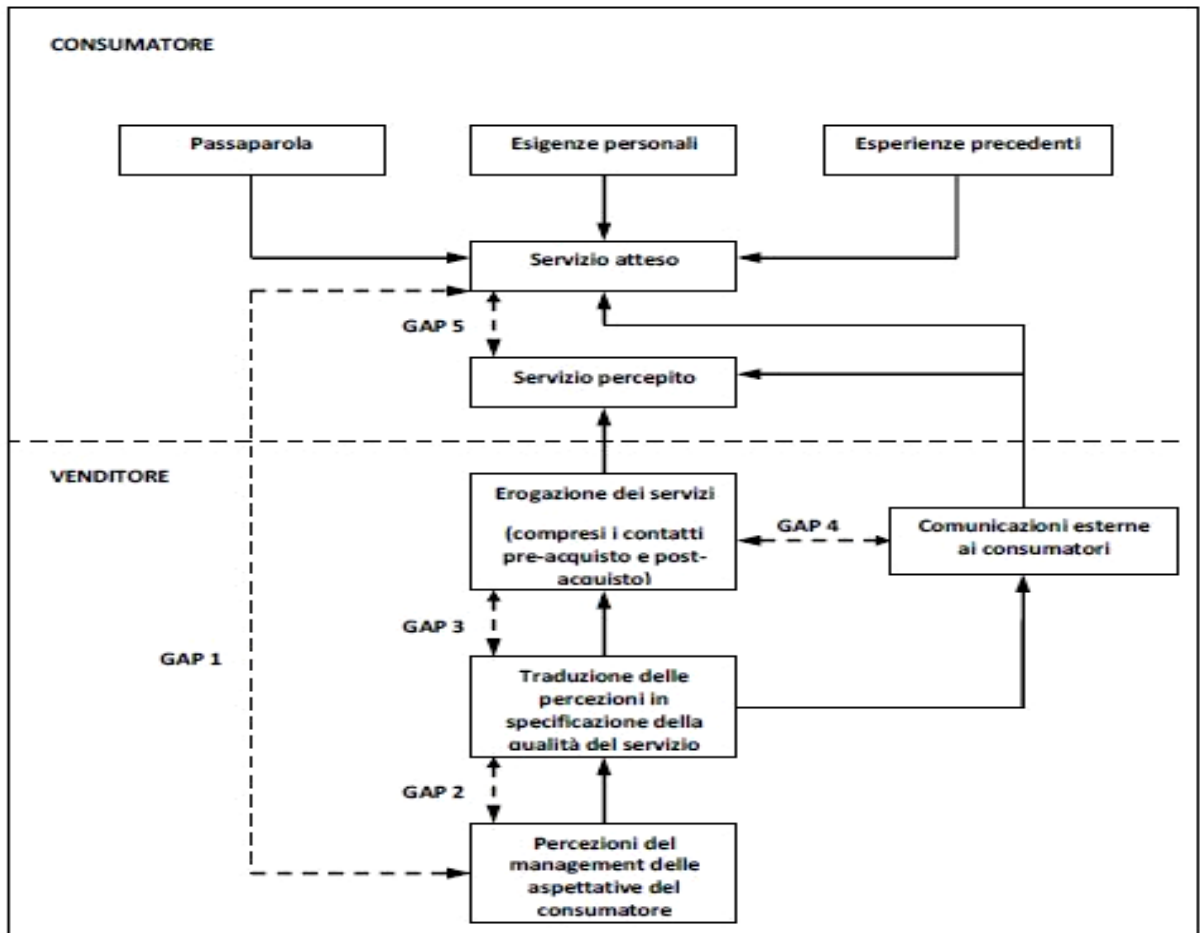 CONSUMATORE
Passaparola
Esigenze personali
Esperienze precedenti
Servizio atteso
GAP 5
Servizio percepito
VENDITORE
Erogazione dei servizi
(compresi i contatti
pre-acquisto e post-
acquisto)
GAP 4
Comunicazioni esterne
ai consumatori
GAP 3
GAP 1
Traduzione delle
percezioni in
specificazione della
qualità del servizio
GAP 2
Percezioni del
management delle
aspettative del
consumatore